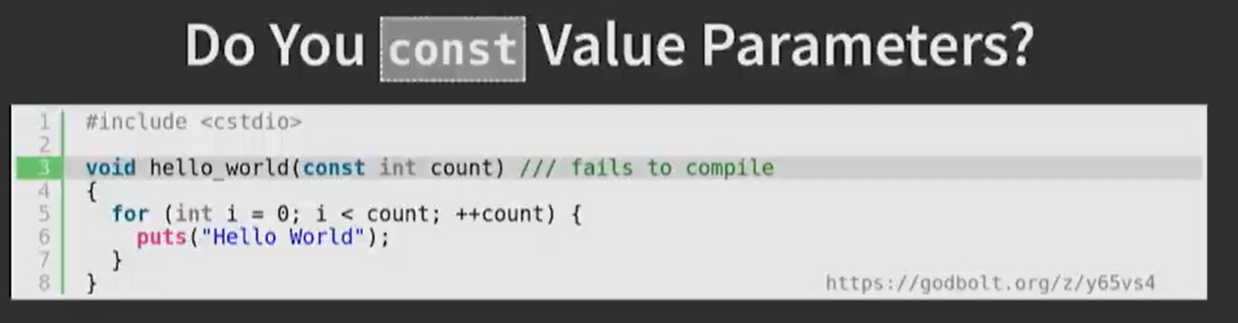 Do You const Value Parameters?
1 #include <cstdio>
2
3 void hello_world(const int count) /// fails to compile
4 {
5   for (int i = 0; i < count; ++count) {
6     puts("Hello World");
7   }
8 }
https://godbolt.org/z/y65vs4